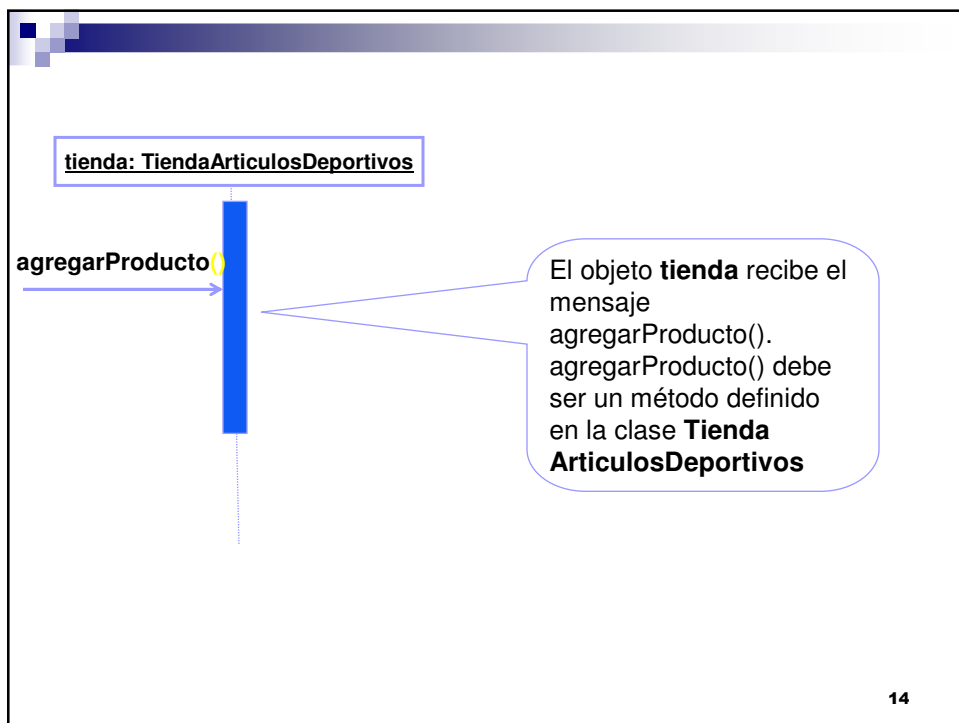 tienda: TiendaArticulosDeportivos
agregarProducto()
El objeto tienda recibe el
mensaje
agregarProducto().
agregarProducto() debe
ser un método definido
en la clase Tienda
ArticulosDeportivos
14